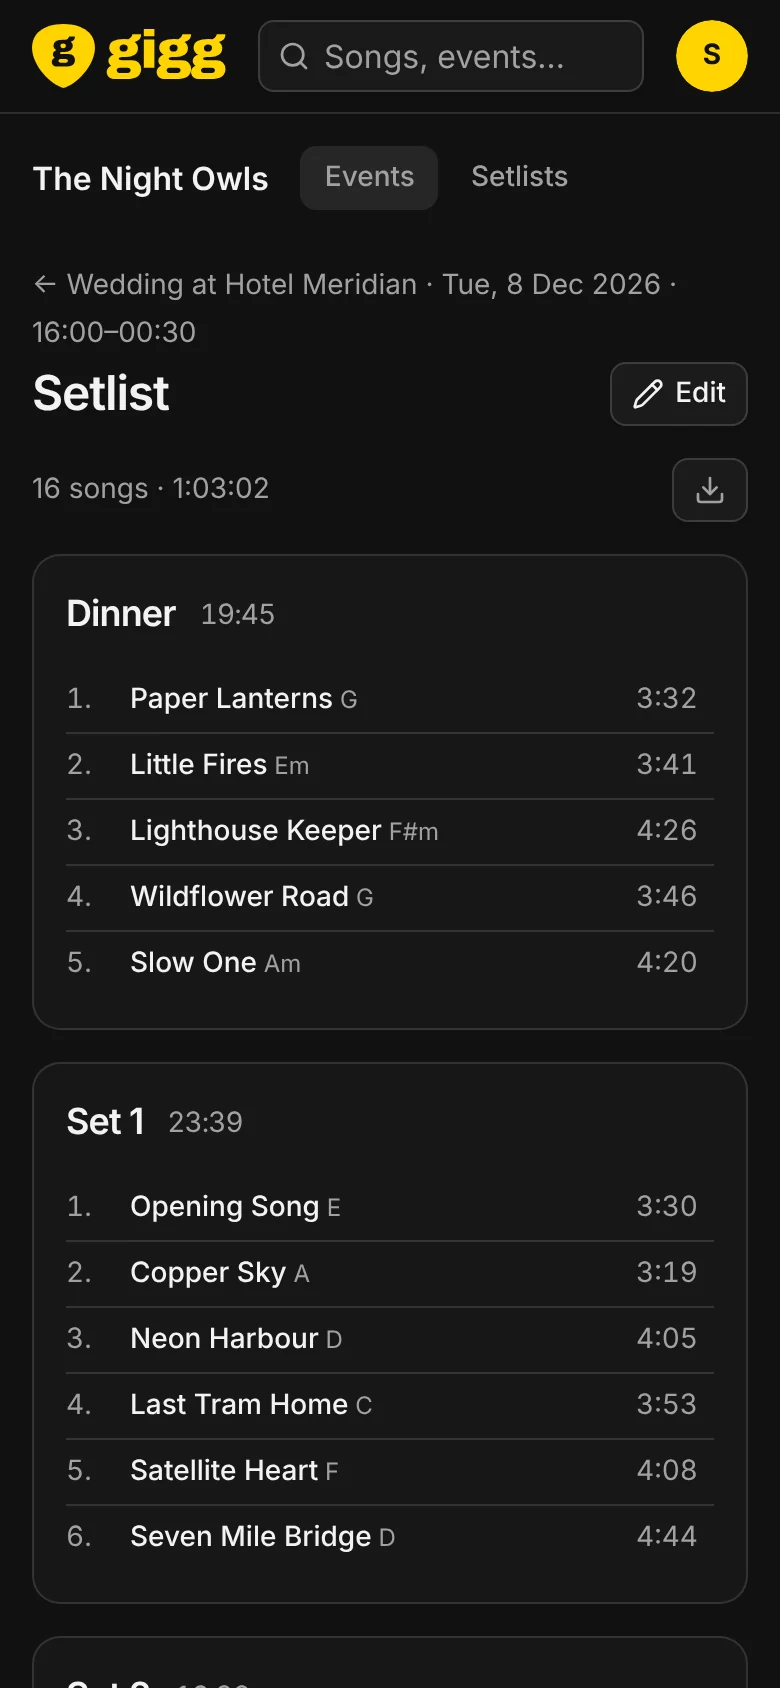 g gigg
Songs, events...
S
The Night Owls
Events
Setlists
← Wedding at Hotel Meridian · Tue, 8 Dec 2026 ·
16:00–00:30
Setlist
Edit
16 songs · 1:03:02
Dinner 19:45
1. Paper Lanterns G 3:32
2. Little Fires Em 3:41
3. Lighthouse Keeper F#m 4:26
4. Wildflower Road G 3:46
5. Slow One Am 4:20
Set 1 23:39
1. Opening Song E 3:30
2. Copper Sky A 3:19
3. Neon Harbour D 4:05
4. Last Tram Home C 3:53
5. Satellite Heart F 4:08
6. Seven Mile Bridge D 4:44